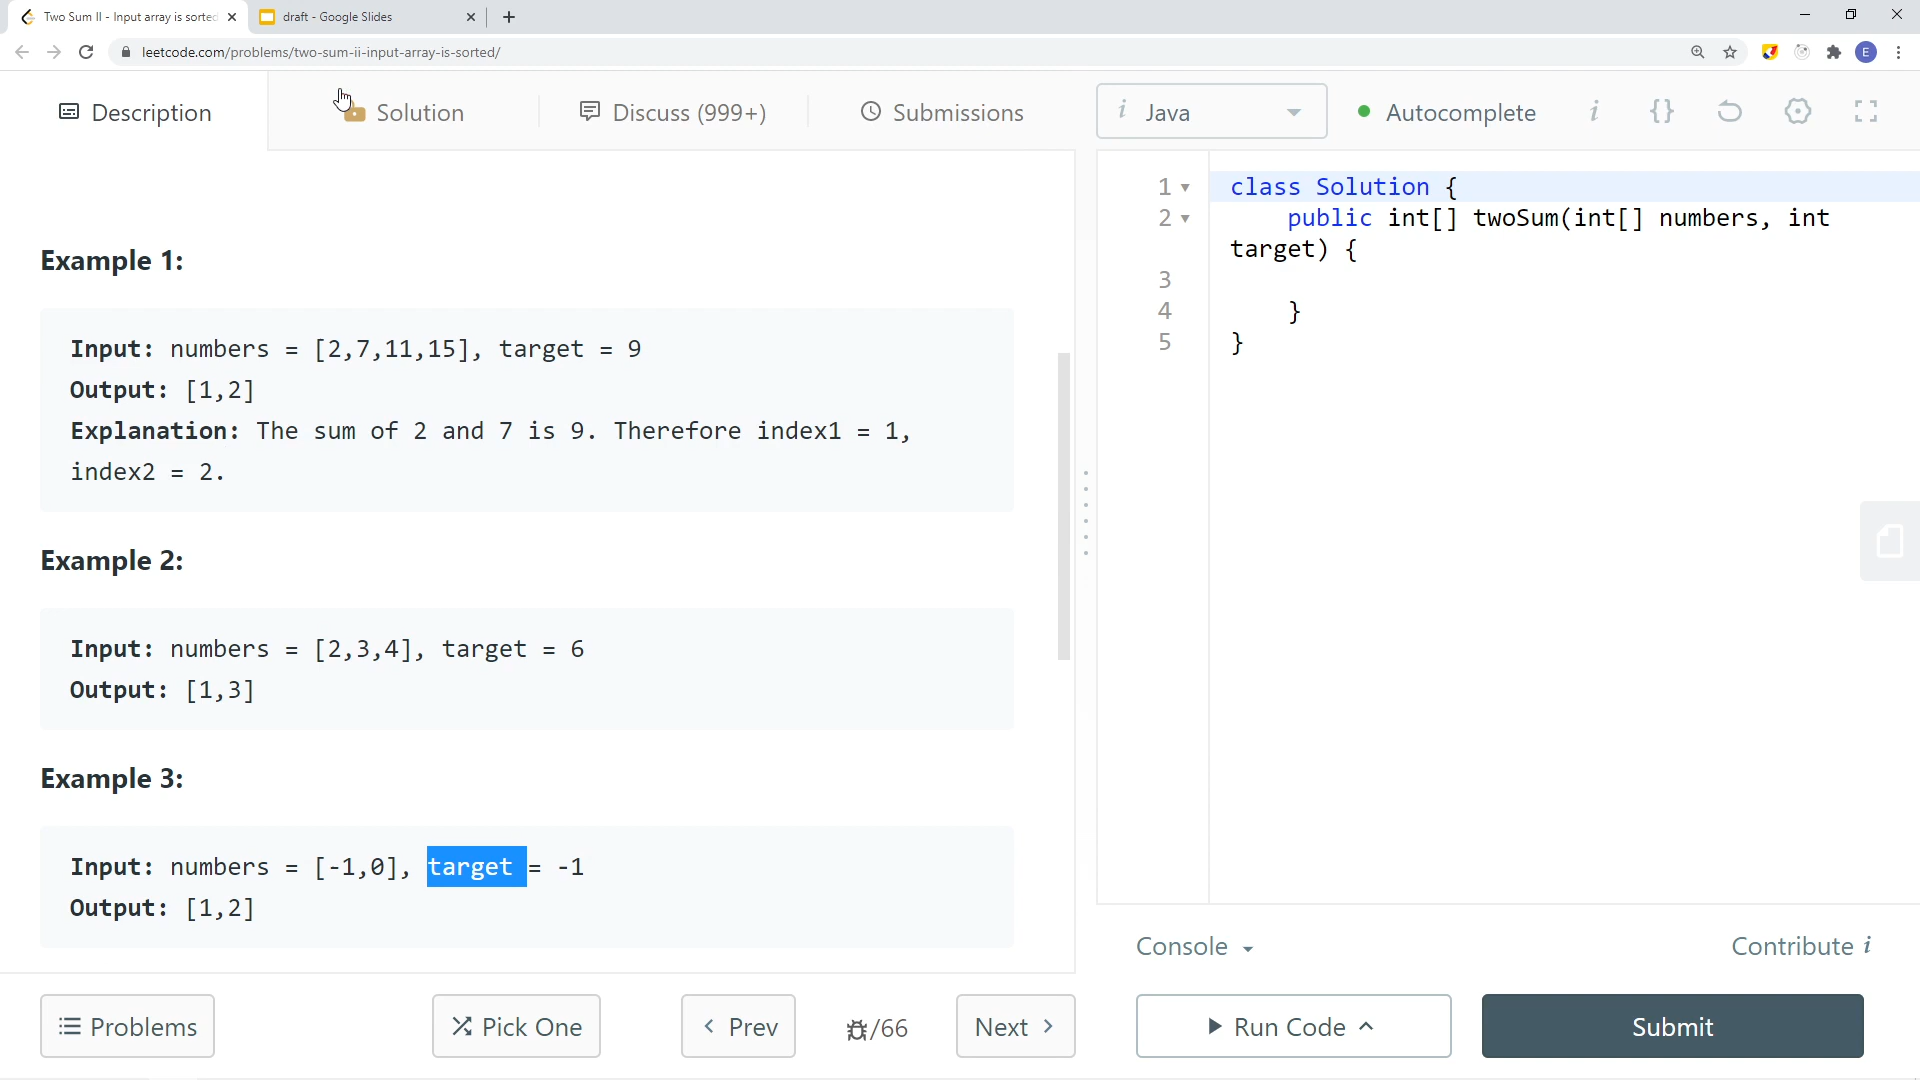 Two Sum II - Input array is sorted
draft - Google Slides
leetcode.com/problems/two-sum-ii-input-array-is-sorted/
E
Description
Solution
Discuss (999+)
Submissions
i Java
Autocomplete
i
{}
Example 1:
Input: numbers = [2,7,11,15], target = 9
Output: [1,2]
Explanation: The sum of 2 and 7 is 9. Therefore index1 = 1,
index2 = 2.
Example 2:
Input: numbers = [2,3,4], target = 6
Output: [1,3]
Example 3:
Input: numbers = [-1,0], target = -1
Output: [1,2]
1 class Solution {
2 public int[] twoSum(int[] numbers, int
target) {
3
4 }
5 }
Console
Contribute i
Problems
Pick One
Prev
/66
Next
Run Code
Submit